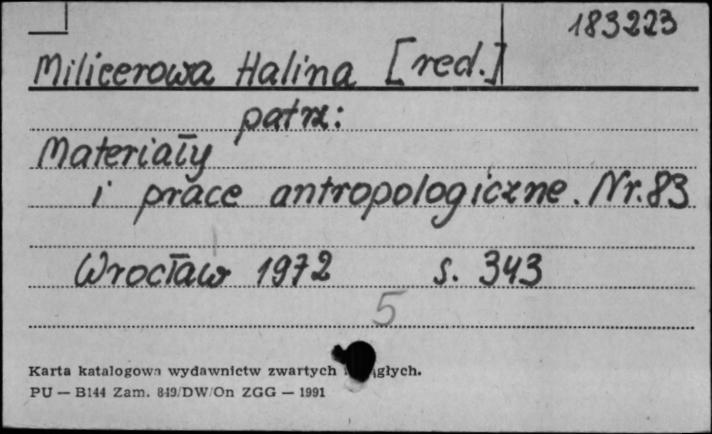 183223
Milicerowa Halina [red.]
patrz:
Materiały
i prace antropologiczne. Nr. 83
Wrocław 1972 s. 343
5
Karta katalogowa wydawnictw zwartych głych.
PU — B144 Zam. 849/DW/On ZGG — 1991